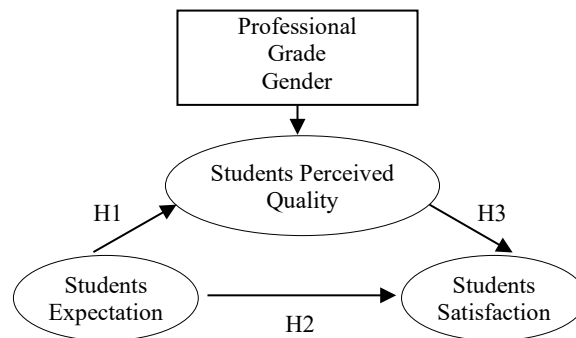 Professional
Grade
Gender
Students Perceived
Quality
H1
H3
Students
Expectation
H2
Students
Satisfaction